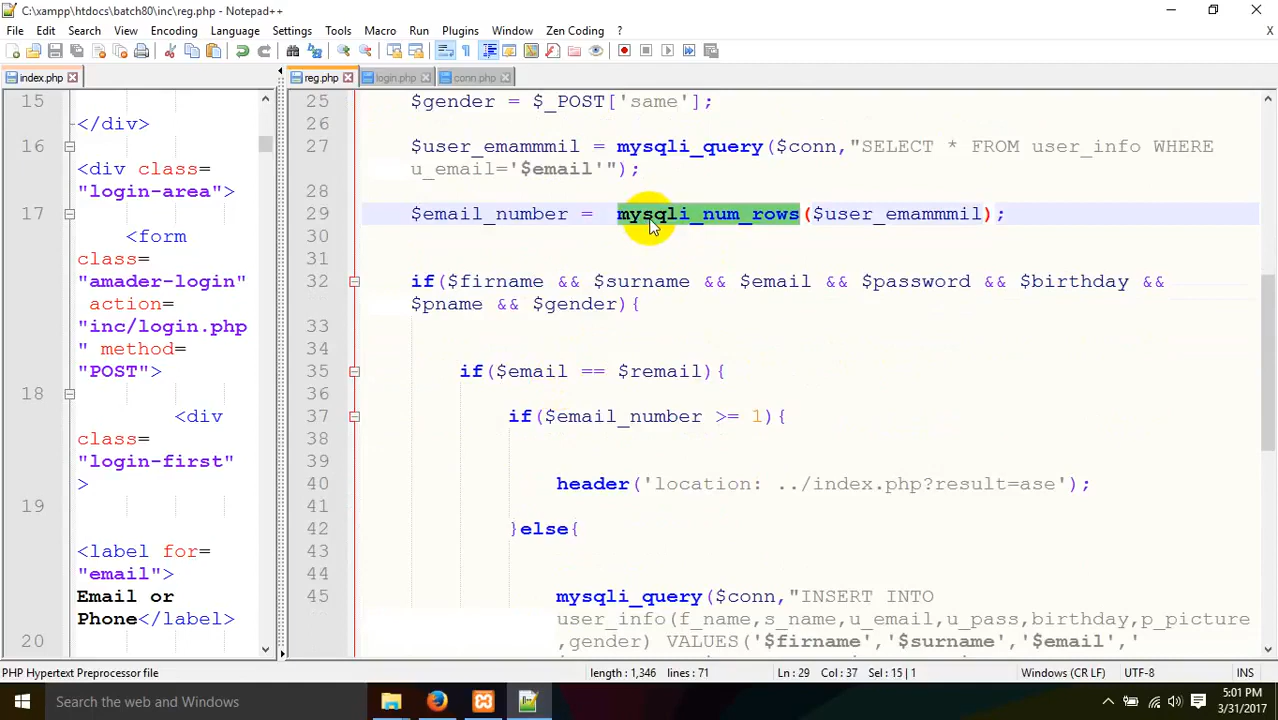 C:\xampp\htdocs\batch80\inc\reg.php - Notepad++
File Edit Search View Encoding Language Settings Tools Macro Run Plugins Window Zen Coding ? X
index.php
reg.php login.php conn.php
15
</div>
16
<div class=
"login-area">
17
<form
class=
"amader-login"
action=
"inc/login.php
" method=
"POST">
18
<div
class=
"login-first"
>
19
<label for=
"email">
Email or
Phone</label>
20
25 $gender = $_POST['same'];
26
27 $user_emammmil = mysqli_query($conn,"SELECT * FROM user_info WHERE
u_email='$email'");
28
29 $email_number = mysqli_num_rows($user_emammmil);
30
31
32 if($firname && $surname && $email && $password && $birthday &&
$pname && $gender){
33
34
35 if($email == $remail){
36
37 if($email_number >= 1){
38
39
40 header('location: ../index.php?result=ase');
41
42 }else{
43
44
45 mysqli_query($conn,"INSERT INTO
user_info(f_name,s_name,u_email,u_pass,birthday,p_picture
,gender) VALUES('$firname','$surname','$email','
PHP Hypertext Preprocessor file length : 1,346 lines : 71 Ln : 29 Col : 37 Sel : 15 | 1 Windows (CR LF) UTF-8 INS
Search the web and Windows
5:01 PM
3/31/2017